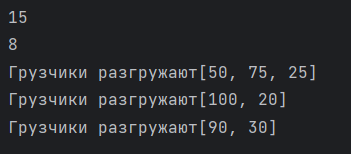 15
8
Грузчики разгружают[50, 75, 25]
Грузчики разгружают[100, 20]
Грузчики разгружают[90, 30]